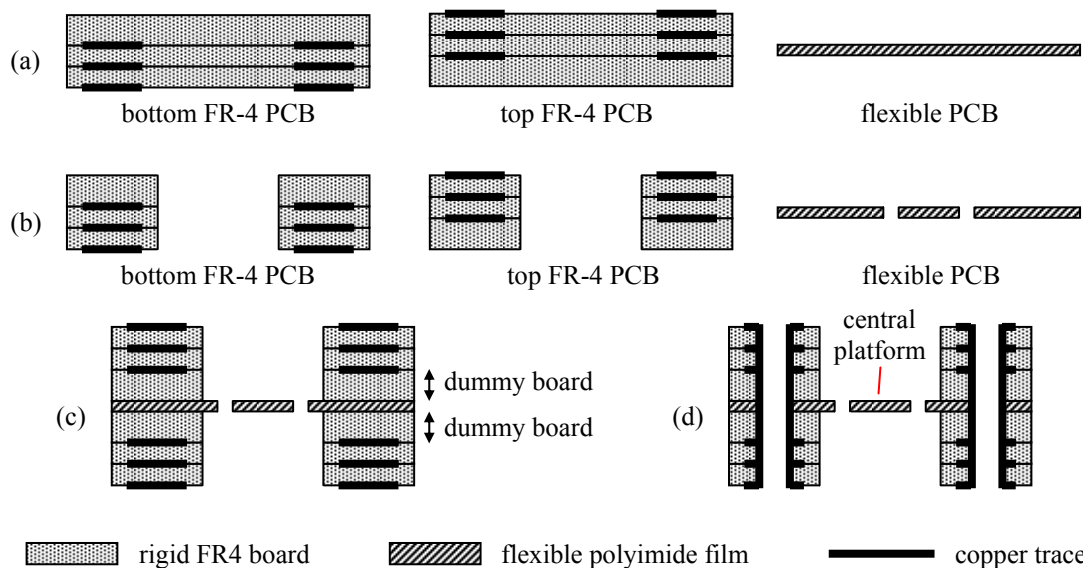 (a)
bottom FR-4 PCB
top FR-4 PCB
flexible PCB
(b)
bottom FR-4 PCB
top FR-4 PCB
flexible PCB
(c)
dummy board
dummy board
(d)
central
platform
rigid FR4 board
flexible polyimide film
copper trace